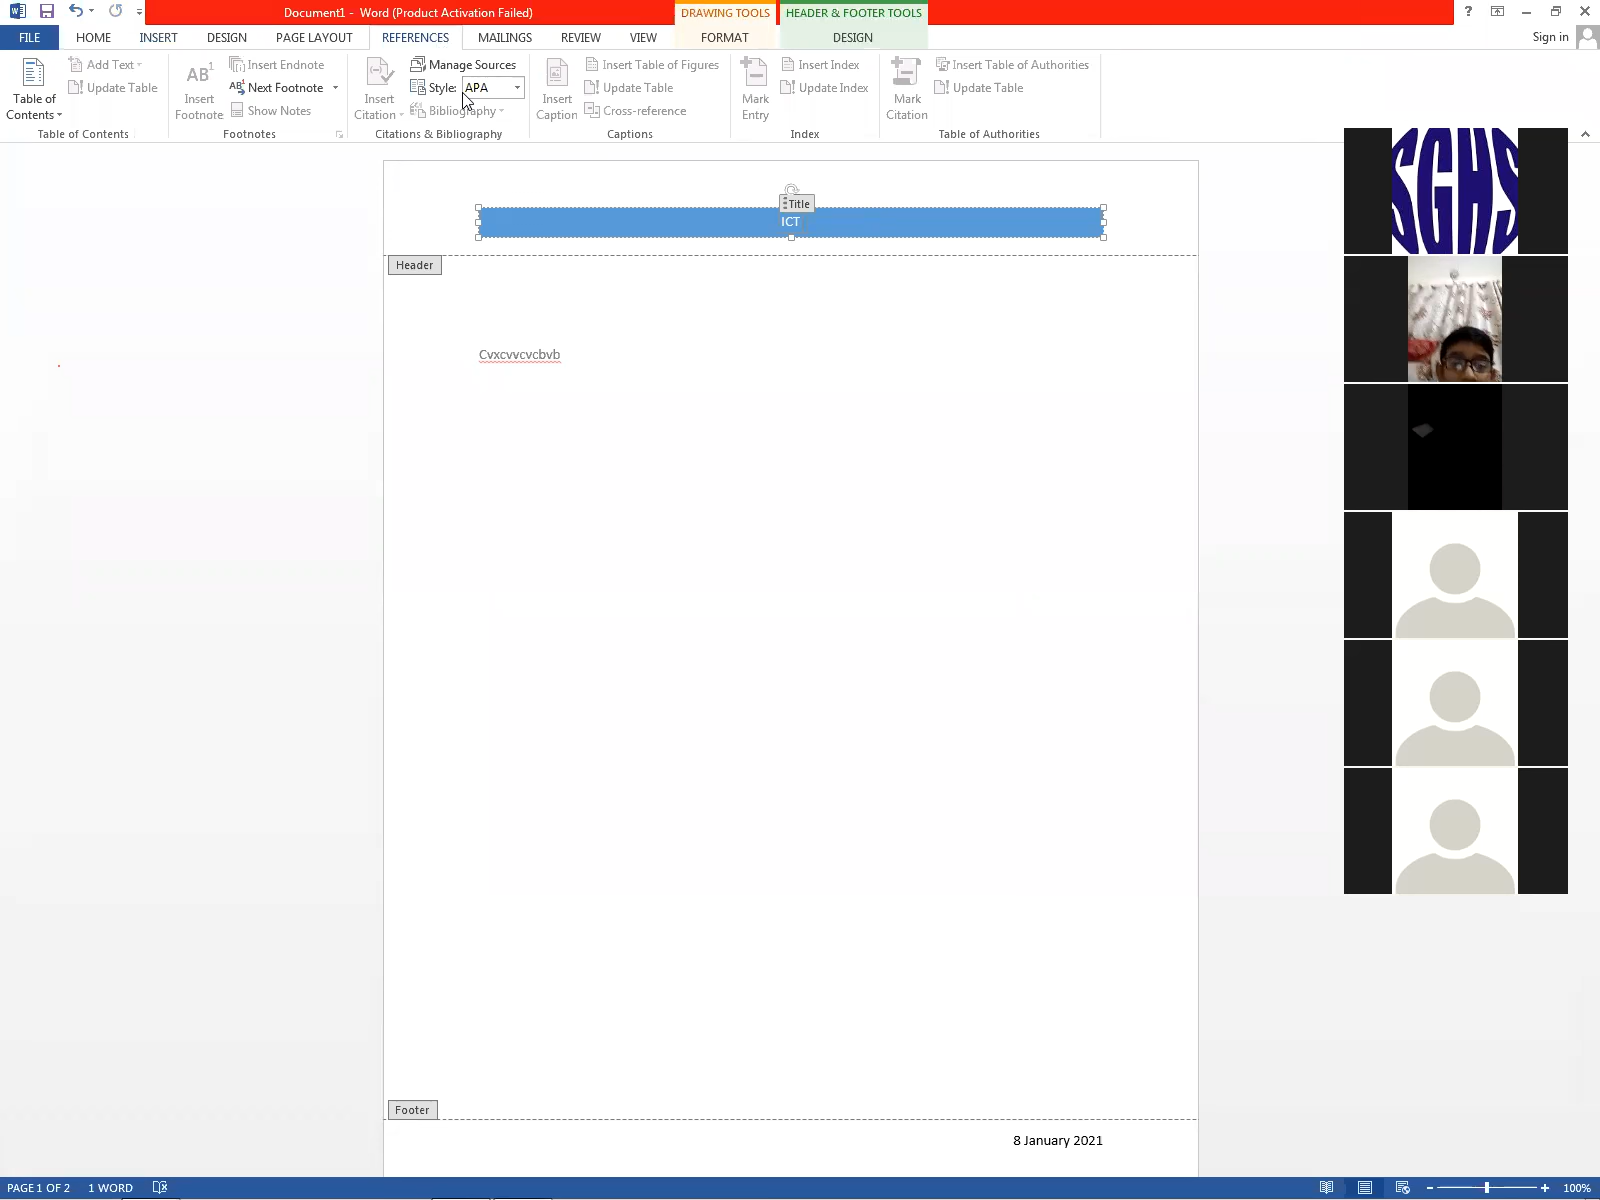 Document1 - Word (Product Activation Failed)
DRAWING TOOLS
HEADER & FOOTER TOOLS
?
FILE
HOME
INSERT
DESIGN
PAGE LAYOUT
REFERENCES
MAILINGS
REVIEW
VIEW
FORMAT
DESIGN
Sign in
Table of
Contents
Add Text
Update Table
Table of Contents
AB¹
Insert
Footnote
Insert Endnote
AB¹ Next Footnote
Show Notes
Footnotes
Insert
Citation
Manage Sources
Style: APA
Bibliography
Citations & Bibliography
Insert
Caption
Insert Table of Figures
Update Table
Cross-reference
Captions
Mark
Entry
Insert Index
Update Index
Index
Mark
Citation
Insert Table of Authorities
Update Table
Table of Authorities
SGHS
Title
ICT
Header
Cvxcvvcvcbvb
Footer
8 January 2021
PAGE 1 OF 2
1 WORD
100%